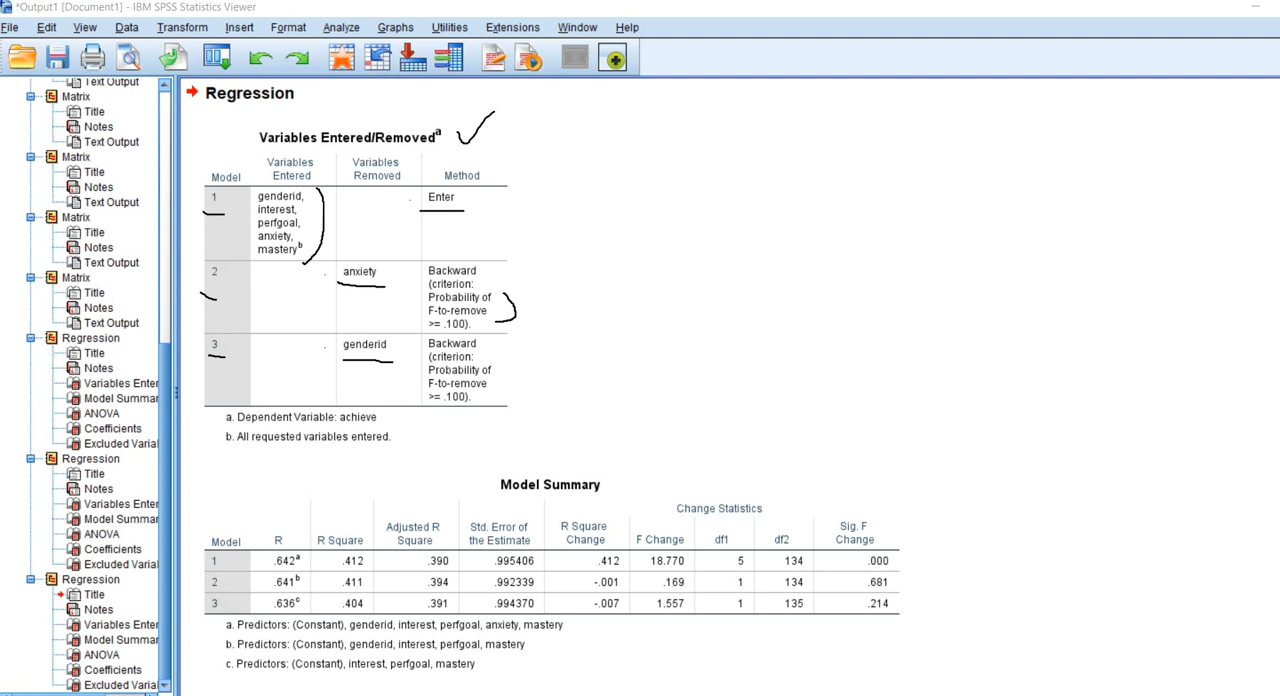 *Output1 [Document1] - IBM SPSS Statistics Viewer
File Edit View Data Transform Insert Format Analyze Graphs Utilities Extensions Window Help
Text Output
Matrix
Title
Notes
Text Output
Matrix
Title
Notes
Text Output
Matrix
Title
Notes
Text Output
Matrix
Title
Notes
Text Output
Regression
Title
Notes
Variables Enter
Model Summar
ANOVA
Coefficients
Excluded Varia
Regression
Title
Notes
Variables Enter
Model Summar
ANOVA
Coefficients
Excluded Varia
Regression
Title
Notes
Variables Enter
Model Summar
ANOVA
Coefficients
Excluded Varia
Regression
Variables Entered/Removedᵃ
Model Variables Entered Variables Removed Method
1 genderid, . Enter
interest,
perfgoal,
anxiety,
masteryᵇ
2 . anxiety Backward
(criterion:
Probability of
F-to-remove
>= .100).
3 . genderid Backward
(criterion:
Probability of
F-to-remove
>= .100).
a. Dependent Variable: achieve
b. All requested variables entered.
Model Summary
Change Statistics
Model R R Square Adjusted R Square Std. Error of the Estimate R Square Change F Change df1 df2 Sig. F Change
1 .642ᵃ .412 .390 .995406 .412 18.770 5 134 .000
2 .641ᵇ .411 .394 .992339 -.001 .169 1 134 .681
3 .636ᶜ .404 .391 .994370 -.007 1.557 1 135 .214
a. Predictors: (Constant), genderid, interest, perfgoal, anxiety, mastery
b. Predictors: (Constant), genderid, interest, perfgoal, mastery
c. Predictors: (Constant), interest, perfgoal, mastery